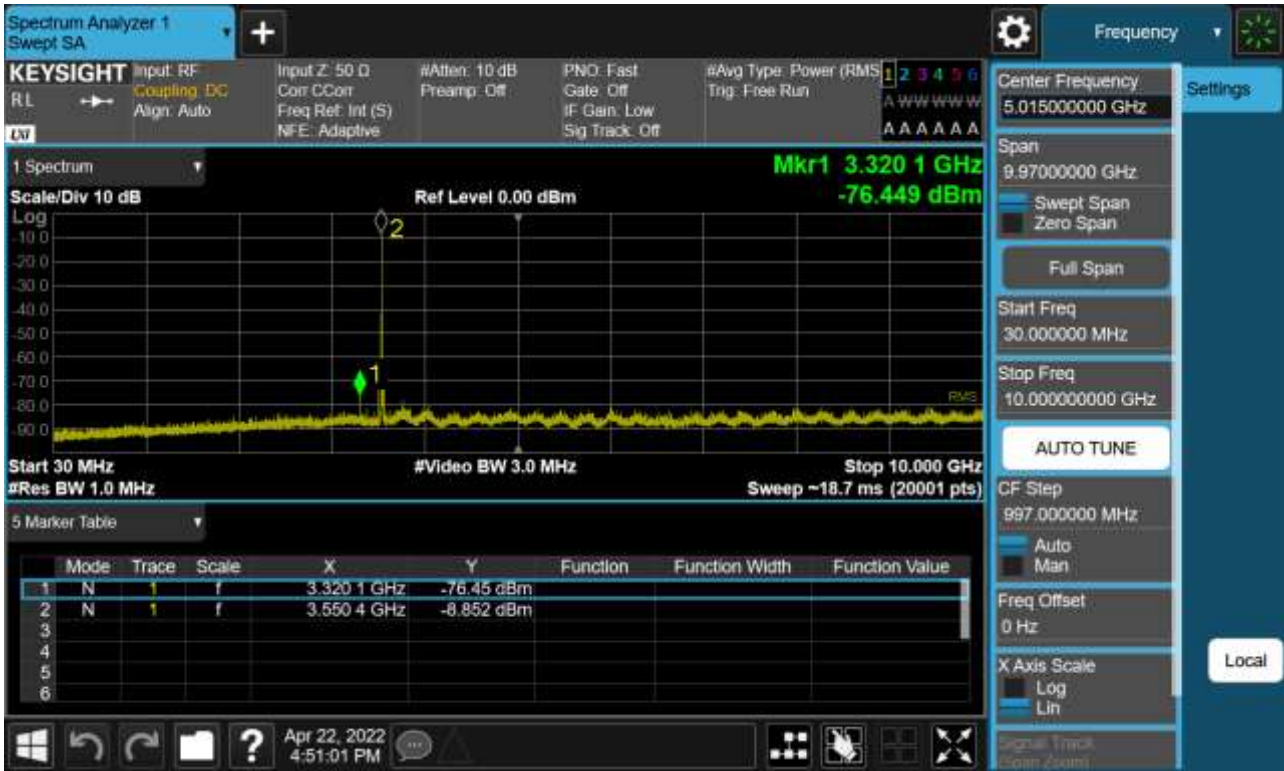 Spectrum Analyzer 1
Swept SA
+
Frequency
KEYSIGHT
RL
LXI
Input: RF
Coupling: DC
Align: Auto
Input Z: 50 Ω
Corr CCorr
Freq Ref: Int (S)
NFE: Adaptive
#Atten: 10 dB
Preamp: Off
PNO: Fast
Gate: Off
IF Gain: Low
Sig Track: Off
#Avg Type: Power (RMS
Trig: Free Run
1 2 3 4 5 6
A W W W W W
A A A A A A
1 Spectrum
Mkr1 3.320 1 GHz
-76.449 dBm
Scale/Div 10 dB
Ref Level 0.00 dBm
Log
-10.0
-20.0
-30.0
-40.0
-50.0
-60.0
-70.0
-80.0
-90.0
2
1
RMS
Start 30 MHz
#Video BW 3.0 MHz
Stop 10.000 GHz
#Res BW 1.0 MHz
Sweep ~18.7 ms (20001 pts)
5 Marker Table
Mode Trace Scale X Y Function Function Width Function Value
1 N 1 f 3.320 1 GHz -76.45 dBm
2 N 1 f 3.550 4 GHz -8.852 dBm
3
4
5
6
Apr 22, 2022
4:51:01 PM
?
Center Frequency
5.015000000 GHz
Settings
Span
9.97000000 GHz
Swept Span
Zero Span
Full Span
Start Freq
30.000000 MHz
Stop Freq
10.000000000 GHz
AUTO TUNE
CF Step
997.000000 MHz
Auto
Man
Freq Offset
0 Hz
X Axis Scale
Log
Lin
Local
Signal Track
(Span Zoom)